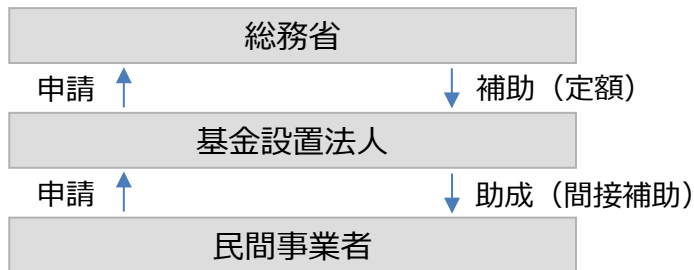 総務省
申請
補助（定額）
基金設置法人
申請
助成（間接補助）
民間事業者